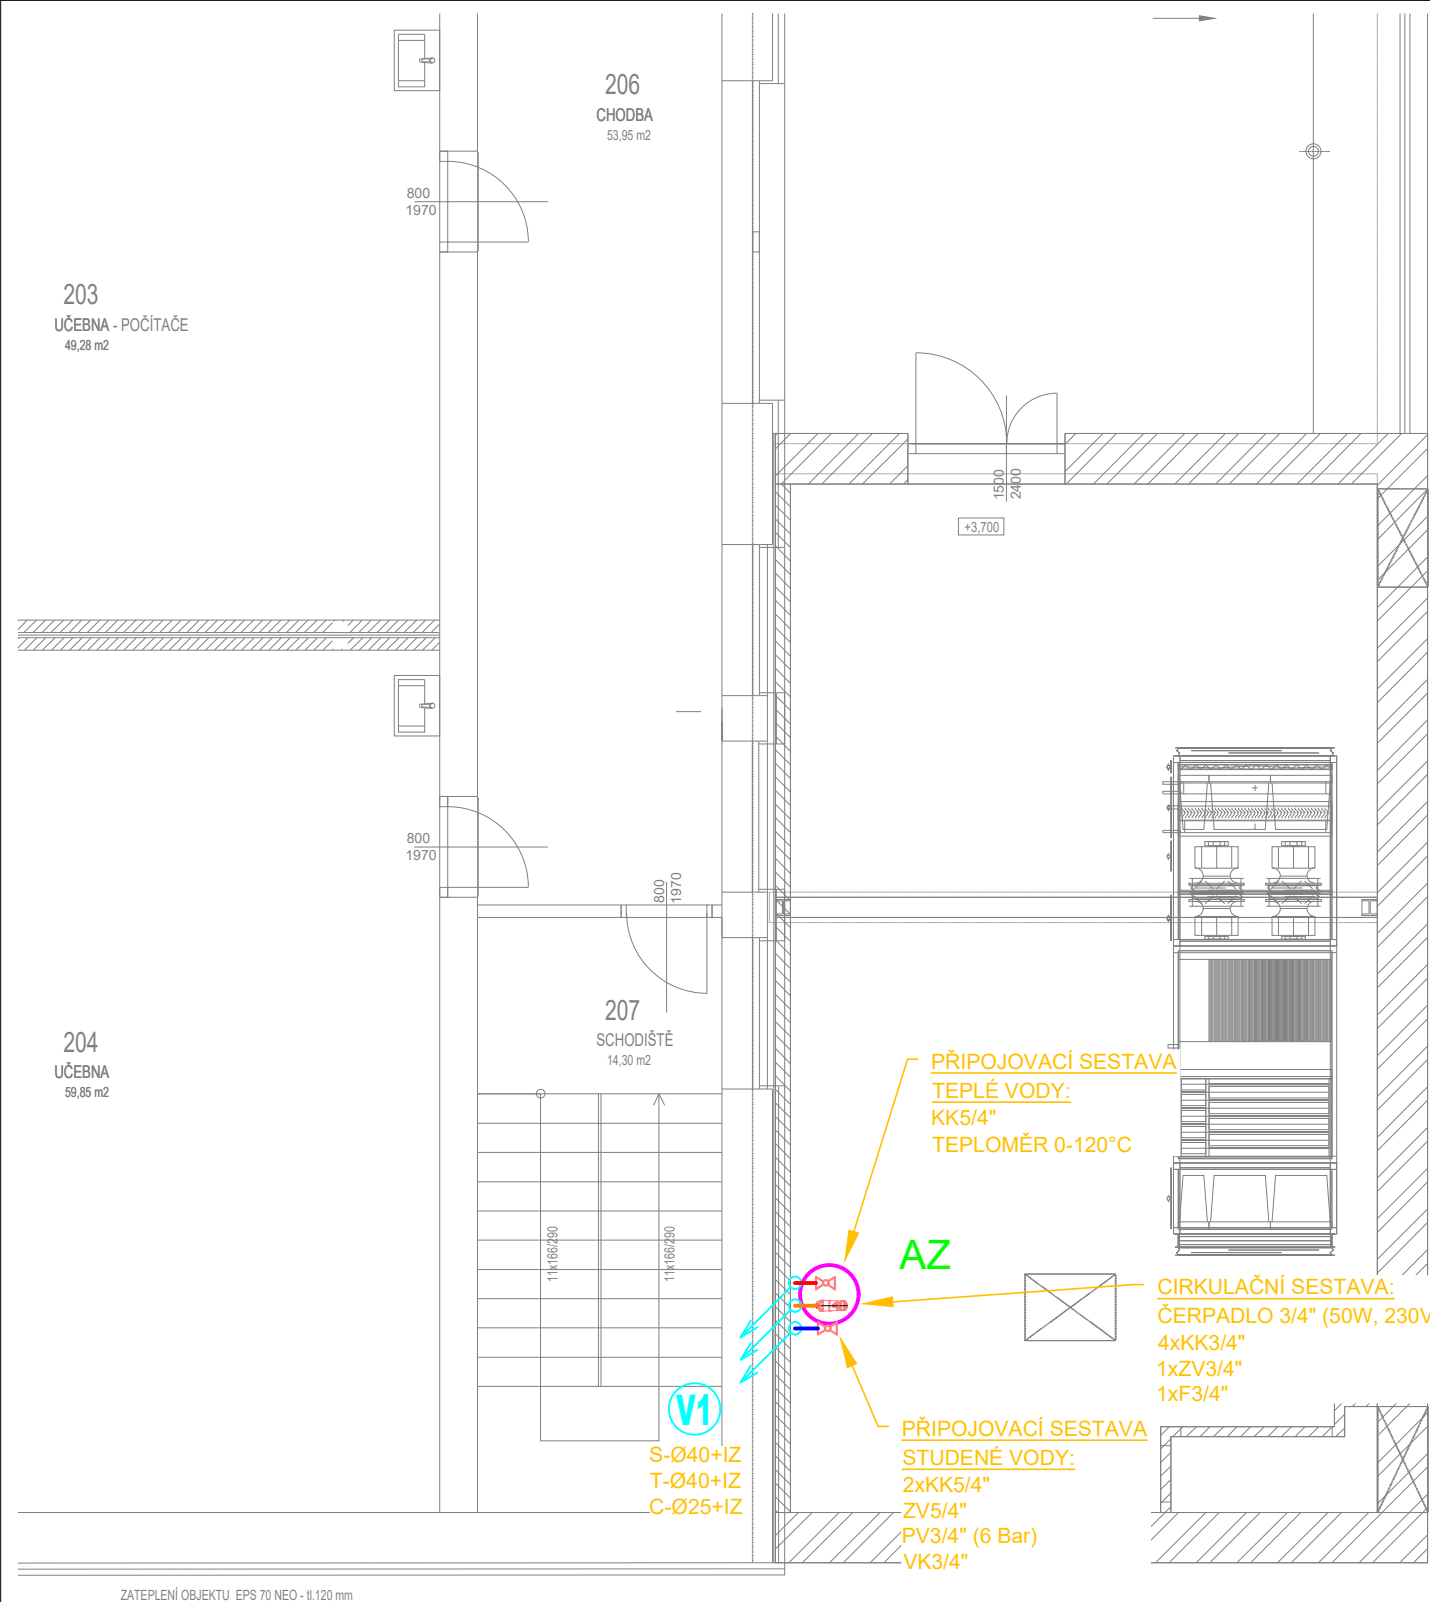 206
CHODBA
53,95 m2
800
1970
203
UČEBNA - POČÍTAČE
49,28 m2
1500
2400
+3,700
800
1970
800
1970
207
SCHODIŠTĚ
14,30 m2
204
UČEBNA
59,85 m2
PŘIPOJOVACÍ SESTAVA
TEPLÉ VODY:
KK5/4"
TEPLOMĚR 0-120°C
11x166/290
11x166/290
AZ
CIRKULAČNÍ SESTAVA:
ČERPADLO 3/4" (50W, 230V
4xKK3/4"
1xZV3/4"
1xF3/4"
V1
S-Ø40+IZ
T-Ø40+IZ
C-Ø25+IZ
PŘIPOJOVACÍ SESTAVA
STUDENÉ VODY:
2xKK5/4"
ZV5/4"
PV3/4" (6 Bar)
VK3/4"
ZATEPLENÍ OBJEKTU EPS 70 NEO - tl.120 mm